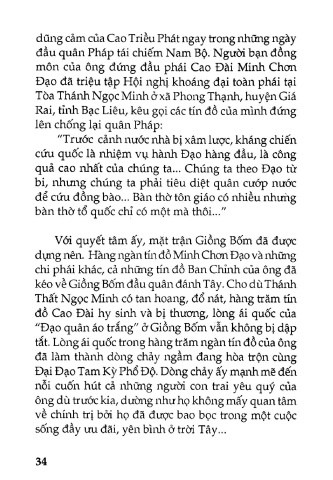 dũng cảm của Cao Triều Phát ngay trong những ngày
đầu quân Pháp tái chiếm Nam Bộ. Người bạn đồng
môn của ông đứng đầu phái Cao Đài Minh Chơn
Đạo đã triệu tập Hội nghị khoáng đại toàn phái tại
Tòa Thánh Ngọc Minh ở xã Phong Thạnh, huyện Giá
Rai, tỉnh Bạc Liêu, kêu gọi các tín đồ của mình đứng
lên chống lại quân Pháp:
“Trước cảnh nước nhà bị xâm lược, kháng chiến
cứu quốc là nhiệm vụ hành Đạo hàng đầu, là công
quả cao nhất của chúng ta... Chúng ta theo Đạo từ
bi, nhưng chúng ta phải tiêu diệt quân cướp nước
để cứu đồng bào... Bàn thờ tôn giáo có nhiều nhưng
bàn thờ tổ quốc chỉ có một mà thôi...”
Với quyết tâm ấy, mặt trận Giồng Bốm đã được
dựng nên. Hàng ngàn tín đồ Minh Chơn Đạo và những
chi phái khác, cả những tín đồ Ban Chỉnh của ông đã
kéo về Giồng Bốm đầu quân đánh Tây. Cho dù Thánh
Thất Ngọc Minh có tan hoang, đổ nát, hàng trăm tín
đồ Cao Đài hy sinh và bị thương, lòng ái quốc của
“Đạo quân áo trắng” ở Giồng Bốm vẫn không bị dập
tắt. Lòng ái quốc trong hàng trăm ngàn tín đồ của ông
đã làm thành dòng chảy ngầm đang hòa trộn cùng
Đại Đạo Tam Kỳ Phổ Độ. Dòng chảy ấy mạnh mẽ đến
nỗi cuốn hút cả những người con trai yêu quý của
ông dù trước kia, dường như họ không mấy quan tâm
về chính trị bởi họ đã được bao bọc trong một cuộc
sống đầy ưu đãi, yên bình ở trời Tây...
34